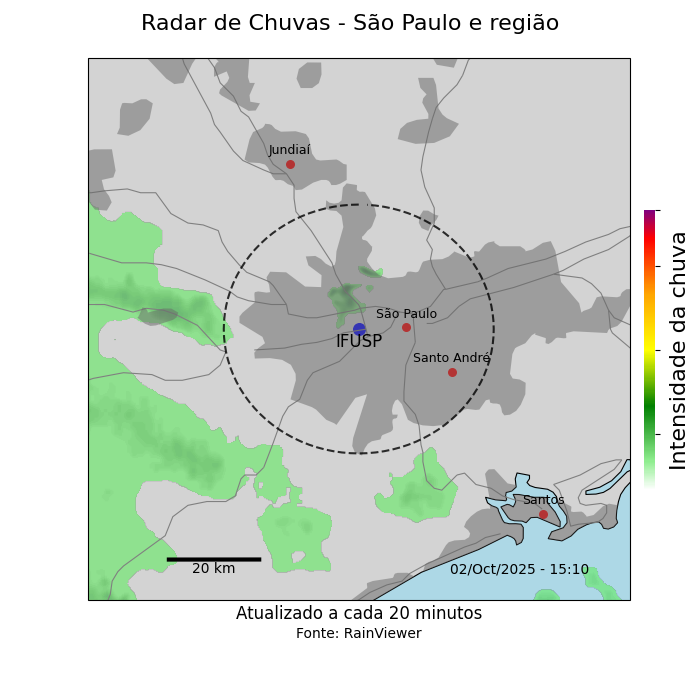 Radar de Chuvas - São Paulo e região
Jundiaí
São Paulo
IFUSP
Santo André
Santos
20 km
02/Oct/2025 - 15:10
Intensidade da chuva
Atualizado a cada 20 minutos
Fonte: RainViewer